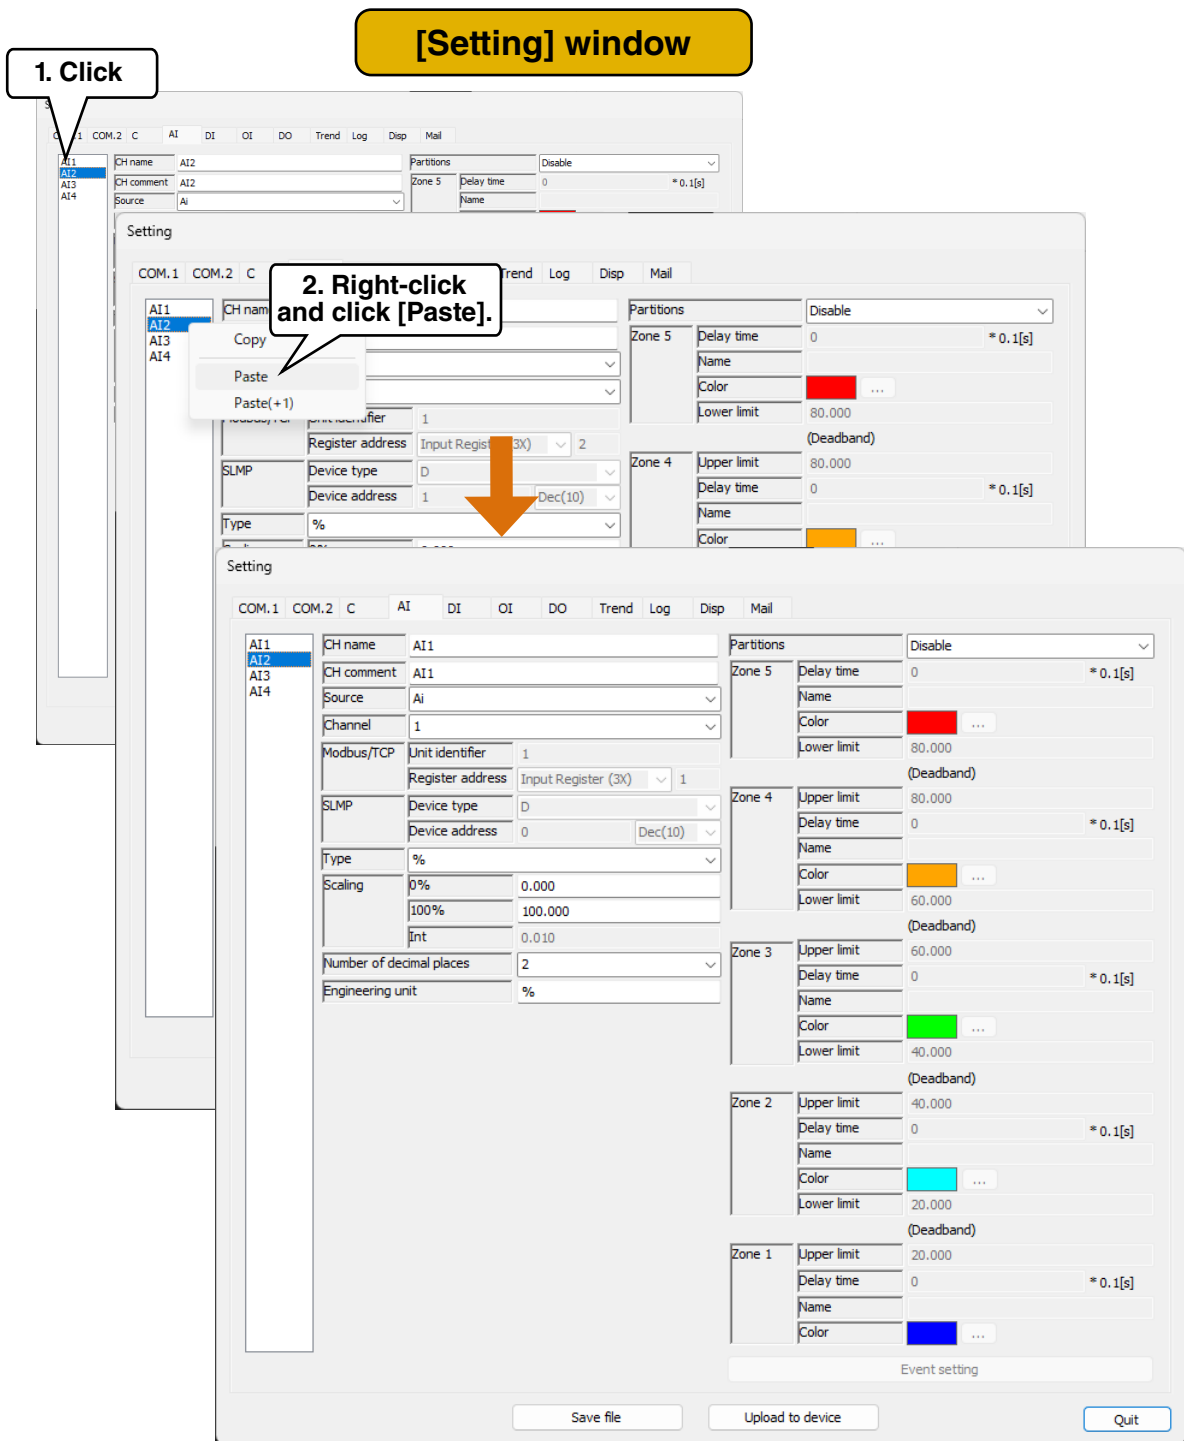 [Setting] window
1. Click
COM.2 C AI DI OI DO Trend Log Disp Mail
AI1
AI2
AI3
AI4
CH name AI2
CH comment AI2
Source Ai
Partitions Disable
Zone 5 Delay time 0 * 0.1[s]
Name
Setting
COM.1 COM.2 C Trend Log Disp Mail
2. Right-click
and click [Paste].
AI1
AI2
AI3
AI4
Copy
Paste
Paste(+1)
CH name
Unit identifier 1
Register address Input Register (3X) 2
SLMP Device type D
Device address 1 Dec(10)
Type %
Partitions Disable
Zone 5 Delay time 0 * 0.1[s]
Name
Color ...
Lower limit 80.000
(Deadband)
Zone 4 Upper limit 80.000
Delay time 0 * 0.1[s]
Name
Color ...
Setting
COM.1 COM.2 C AI DI OI DO Trend Log Disp Mail
AI1
AI2
AI3
AI4
CH name AI1
CH comment AI1
Source Ai
Channel 1
Modbus/TCP Unit identifier 1
Register address Input Register (3X) 1
SLMP Device type D
Device address 0 Dec(10)
Type %
Scaling 0% 0.000
100% 100.000
Int 0.010
Number of decimal places 2
Engineering unit %
Partitions Disable
Zone 5 Delay time 0 * 0.1[s]
Name
Color ...
Lower limit 80.000
(Deadband)
Zone 4 Upper limit 80.000
Delay time 0 * 0.1[s]
Name
Color ...
Lower limit 60.000
(Deadband)
Zone 3 Upper limit 60.000
Delay time 0 * 0.1[s]
Name
Color ...
Lower limit 40.000
(Deadband)
Zone 2 Upper limit 40.000
Delay time 0 * 0.1[s]
Name
Color ...
Lower limit 20.000
(Deadband)
Zone 1 Upper limit 20.000
Delay time 0 * 0.1[s]
Name
Color ...
Event setting
Save file Upload to device Quit